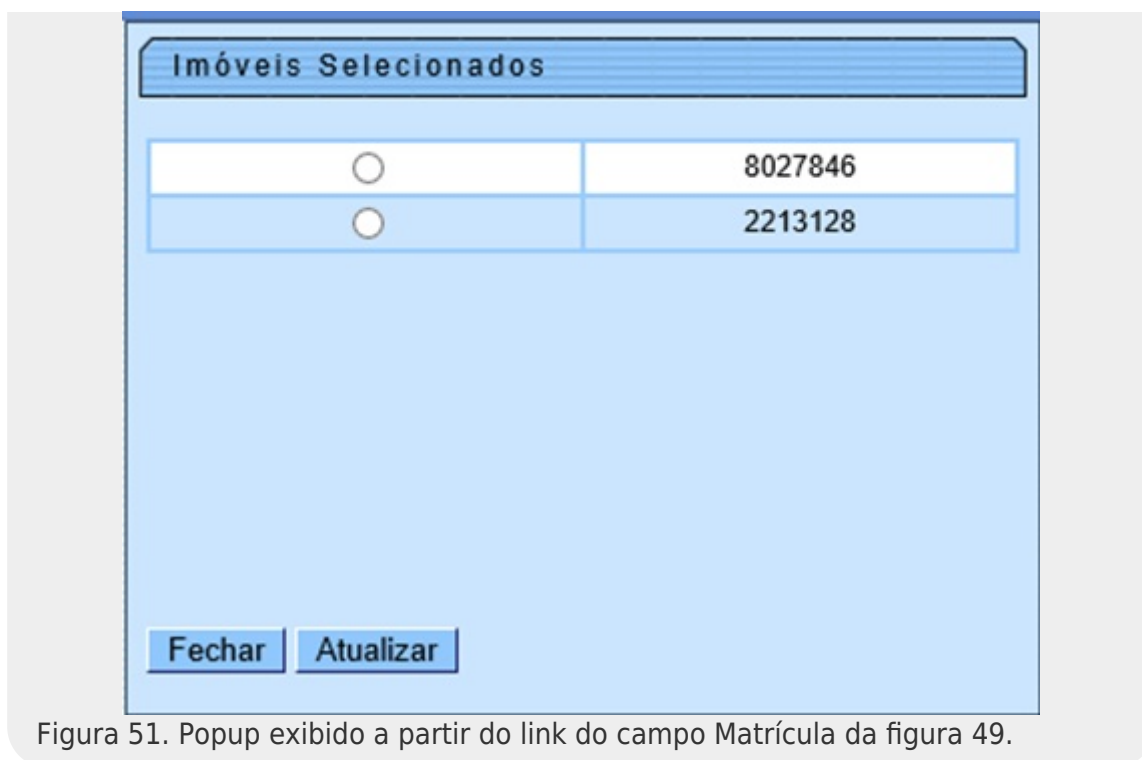 Imóveis Selecionados
8027846
2213128
Fechar Atualizar
Figura 51. Popup exibido a partir do link do campo Matrícula da figura 49.